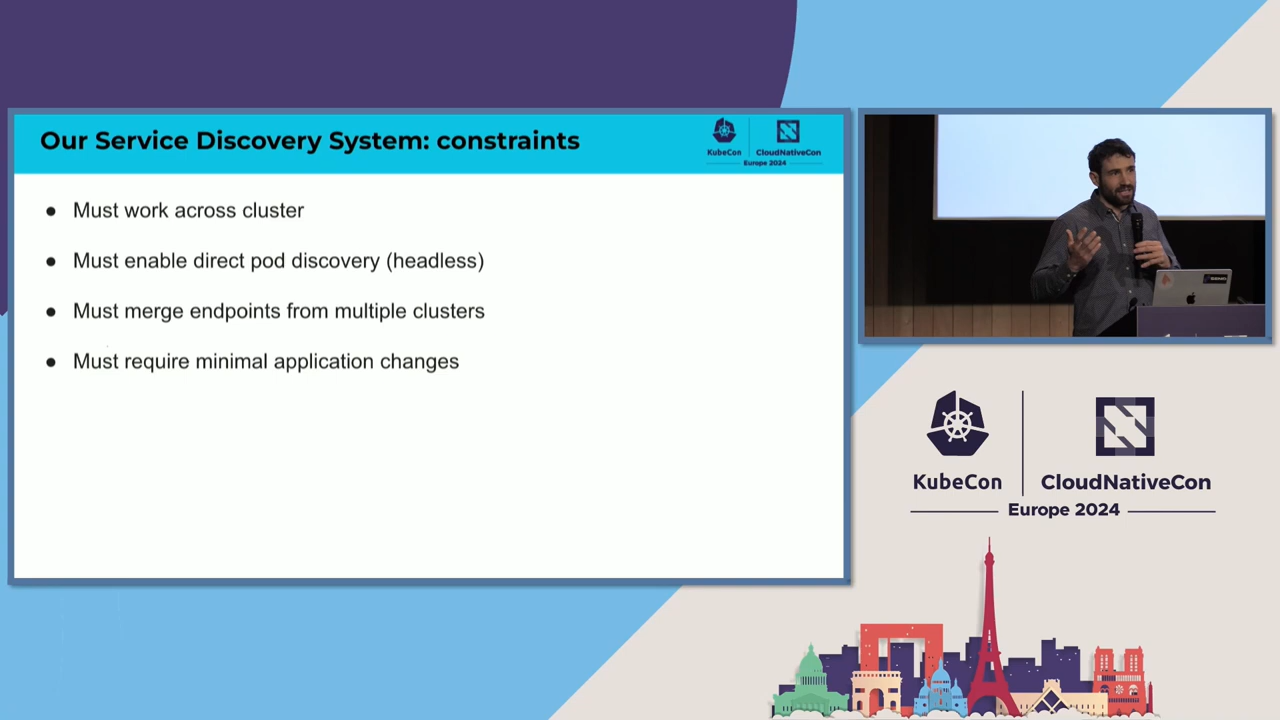 Our Service Discovery System: constraints
KubeCon
CloudNativeCon
Europe 2024
● Must work across cluster
● Must enable direct pod discovery (headless)
● Must merge endpoints from multiple clusters
● Must require minimal application changes
KubeCon
CloudNativeCon
Europe 2024